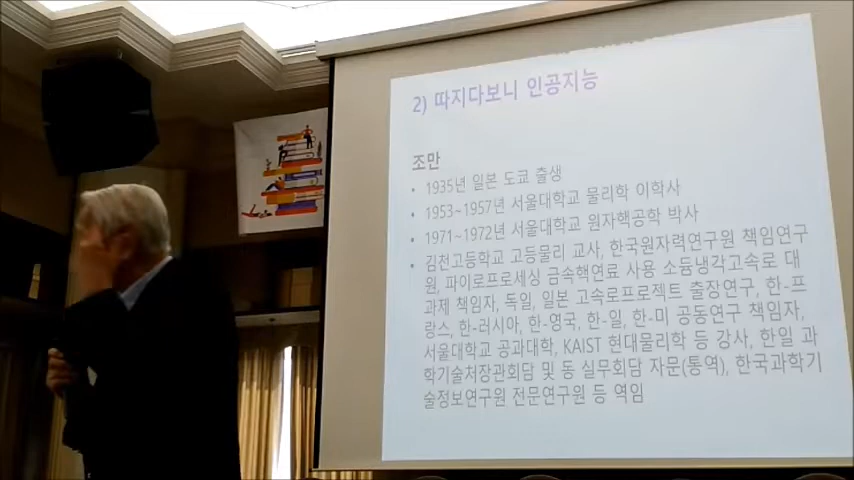 2) 따지다보니 인공지능
조만
• 1935년 일본 도쿄 출생
• 1953~1957년 서울대학교 물리학 이학사
• 1971~1972년 서울대학교 원자핵공학 박사
• 김천고등학교 고등물리 교사, 한국원자력연구원 책임연구
원, 파이로프로세싱 금속핵연료 사용 소듐냉각고속로 대
과제 책임자, 독일, 일본 고속로프로젝트 출장연구, 한-프
랑스, 한-러시아, 한-영국, 한-일, 한-미 공동연구 책임자,
서울대학교 공과대학, KAIST 현대물리학 등 강사, 한일 과
학기술처장관회담 및 동 실무회담 자문(통역), 한국과학기
술정보연구원 전문연구원 등 역임